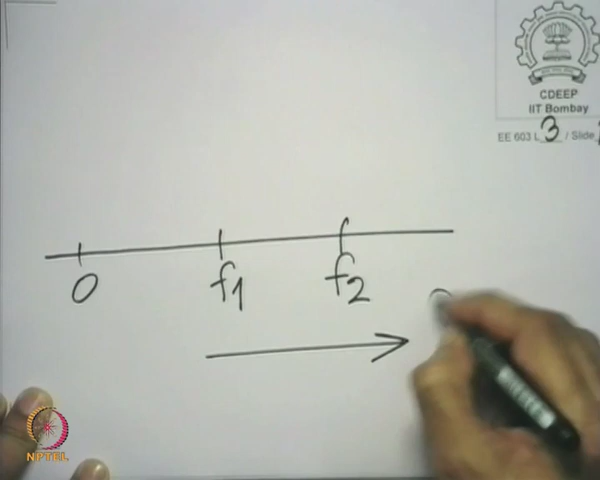 CDEEP
IIT Bombay
EE 603 L 3 / Slide
0 f1 f2
NPTEL